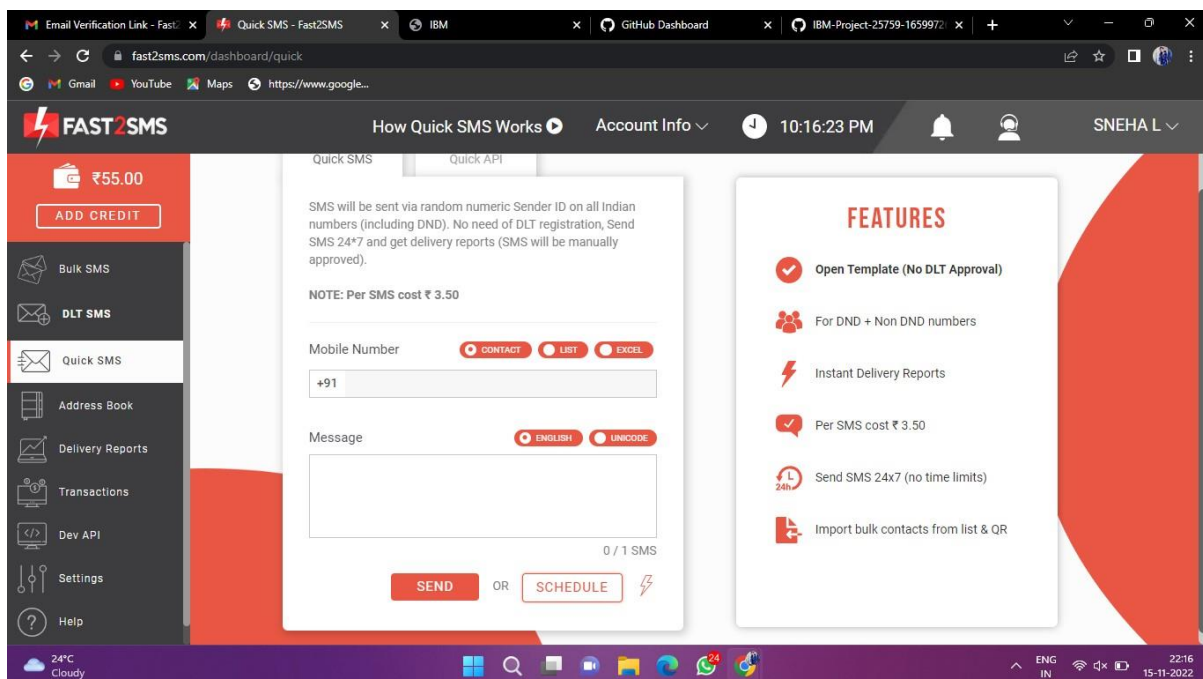 Email Verification Link - Fast2
Quick SMS - Fast2SMS
IBM
GitHub Dashboard
IBM-Project-25759-1659972
fast2sms.com/dashboard/quick
Gmail
YouTube
Maps
https://www.google...
FAST2SMS
How Quick SMS Works
Account Info
10:16:23 PM
SNEHA L
₹55.00
ADD CREDIT
Bulk SMS
DLT SMS
Quick SMS
Address Book
Delivery Reports
Transactions
Dev API
Settings
Help
Quick SMS
Quick API
SMS will be sent via random numeric Sender ID on all Indian
numbers (including DND). No need of DLT registration, Send
SMS 24*7 and get delivery reports (SMS will be manually
approved).
NOTE: Per SMS cost ₹ 3.50
Mobile Number
CONTACT
LIST
EXCEL
+91
Message
ENGLISH
UNICODE
0 / 1 SMS
SEND
OR
SCHEDULE
FEATURES
Open Template (No DLT Approval)
For DND + Non DND numbers
Instant Delivery Reports
Per SMS cost ₹ 3.50
24h
Send SMS 24x7 (no time limits)
Import bulk contacts from list & QR
24°C
Cloudy
24
ENG
IN
22:16
15-11-2022